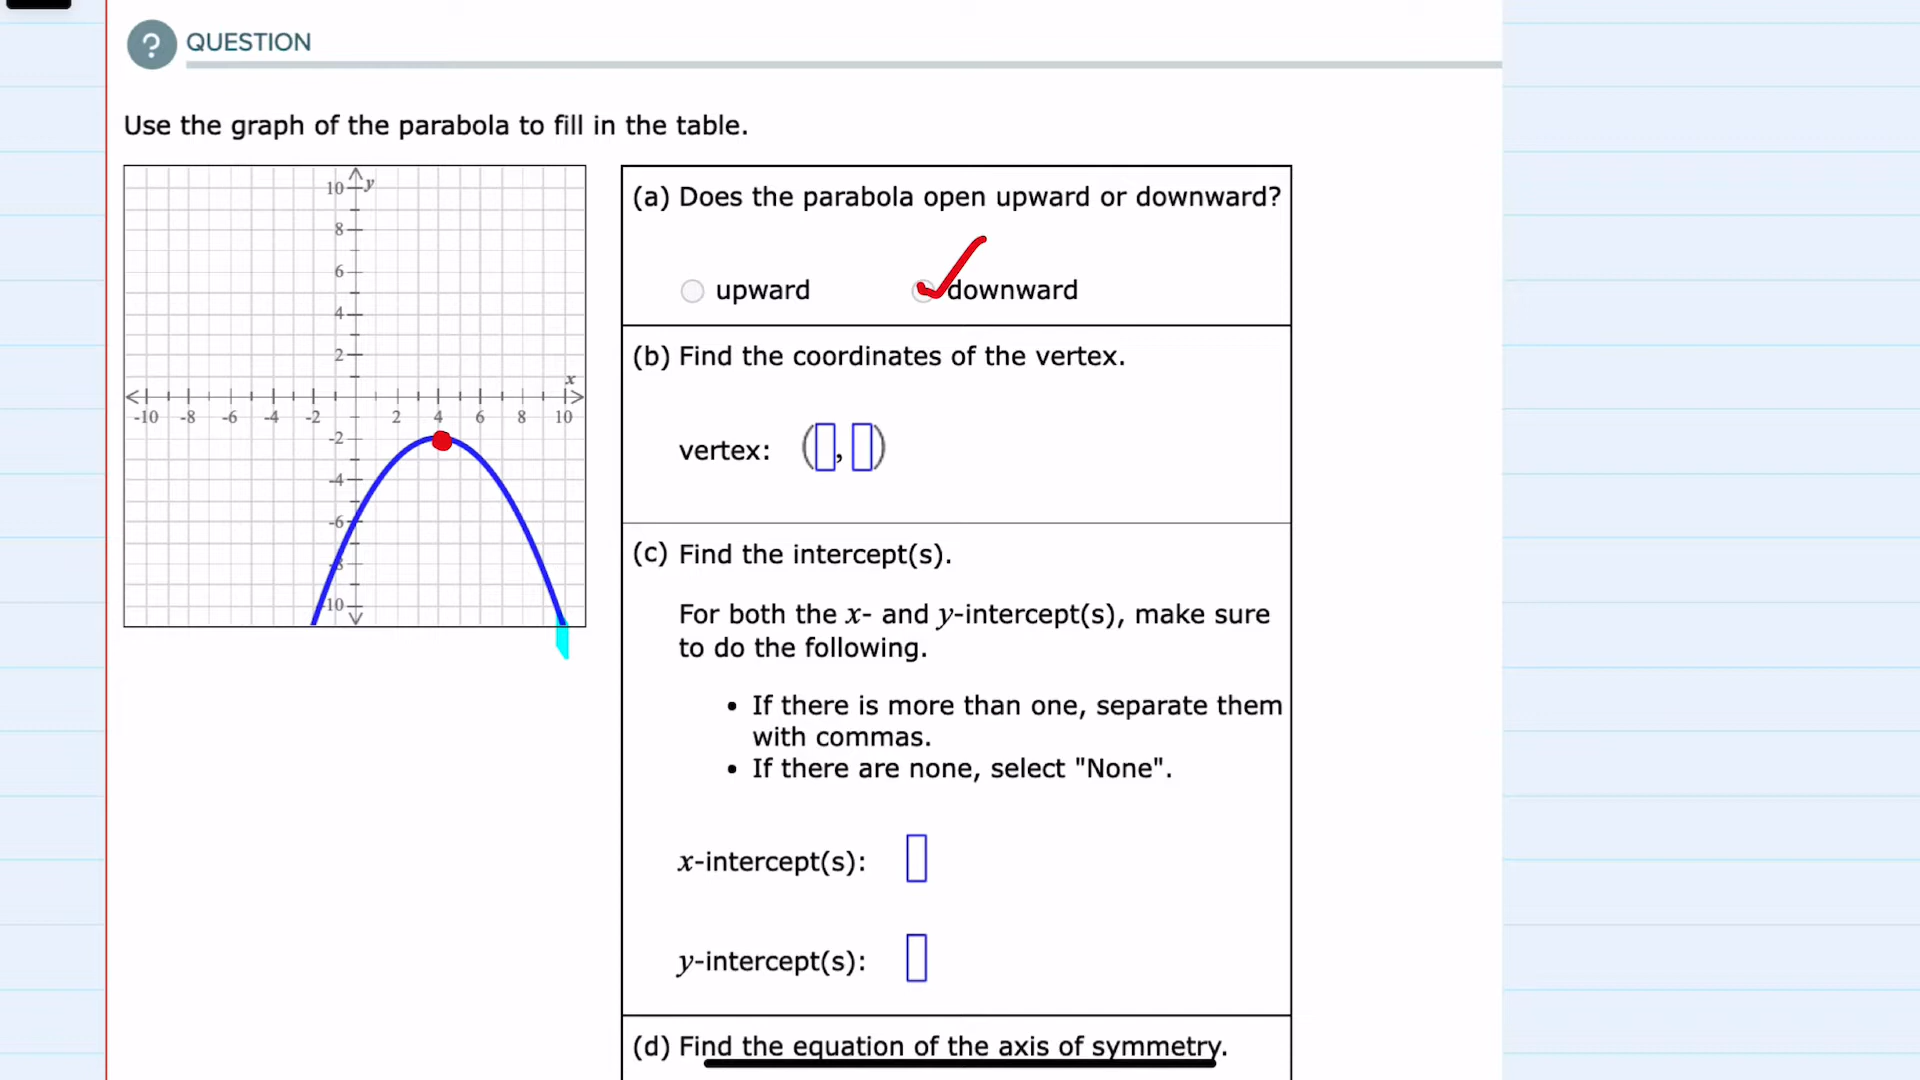 ? QUESTION
Use the graph of the parabola to fill in the table.
y
10
8
6
4
2
x
-10 -8 -6 -4 -2 2 4 6 8 10
-2
-4
-6
-8
-10
(a) Does the parabola open upward or downward?
upward downward
(b) Find the coordinates of the vertex.
vertex: ( , )
(c) Find the intercept(s).
For both the x- and y-intercept(s), make sure
to do the following.
• If there is more than one, separate them
with commas.
• If there are none, select "None".
x-intercept(s):
y-intercept(s):
(d) Find the equation of the axis of symmetry.